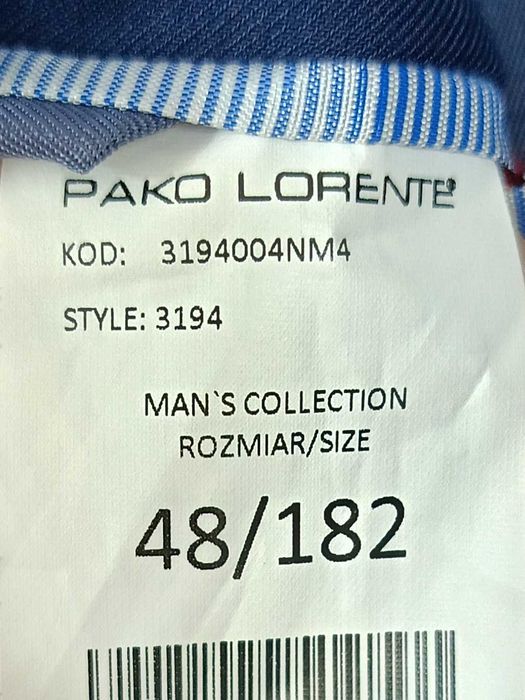 PAKO LORENTE
KOD: 3194004NM4
STYLE: 3194
MAN`S COLLECTION
ROZMIAR/SIZE
48/182